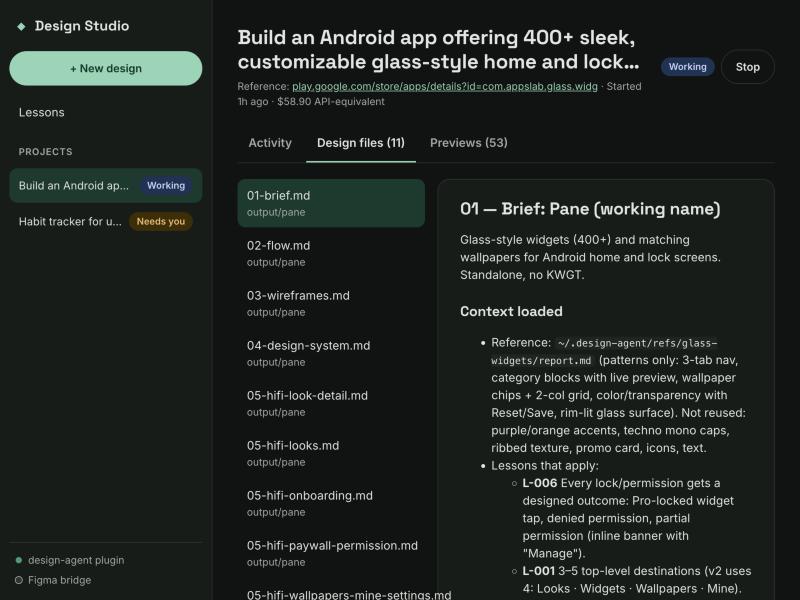 Design Studio
+ New design
Lessons
PROJECTS
Build an Android ap... Working
Habit tracker for u... Needs you
design-agent plugin
Figma bridge
Build an Android app offering 400+ sleek,
customizable glass-style home and lock...
Working
Stop
Reference: play.google.com/store/apps/details?id=com.appslab.glass.widg · Started
1h ago · $58.90 API-equivalent
Activity
Design files (11)
Previews (53)
01-brief.md
output/pane
02-flow.md
output/pane
03-wireframes.md
output/pane
04-design-system.md
output/pane
05-hifi-look-detail.md
output/pane
05-hifi-looks.md
output/pane
05-hifi-onboarding.md
output/pane
05-hifi-paywall-permission.md
output/pane
05-hifi-wallpapers-mine-settings.md
01 — Brief: Pane (working name)
Glass-style widgets (400+) and matching
wallpapers for Android home and lock screens.
Standalone, no KWGT.
Context loaded
• Reference: ~/.design-agent/refs/glass-
widgets/report.md (patterns only: 3-tab nav,
category blocks with live preview, wallpaper
chips + 2-col grid, color/transparency with
Reset/Save, rim-lit glass surface). Not reused:
purple/orange accents, techno mono caps,
ribbed texture, promo card, icons, text.
• Lessons that apply:
○ L-006 Every lock/permission gets a
designed outcome: Pro-locked widget
tap, denied permission, partial
permission (inline banner with
"Manage").
○ L-001 3–5 top-level destinations (v2 uses
4: Looks · Widgets · Wallpapers · Mine).